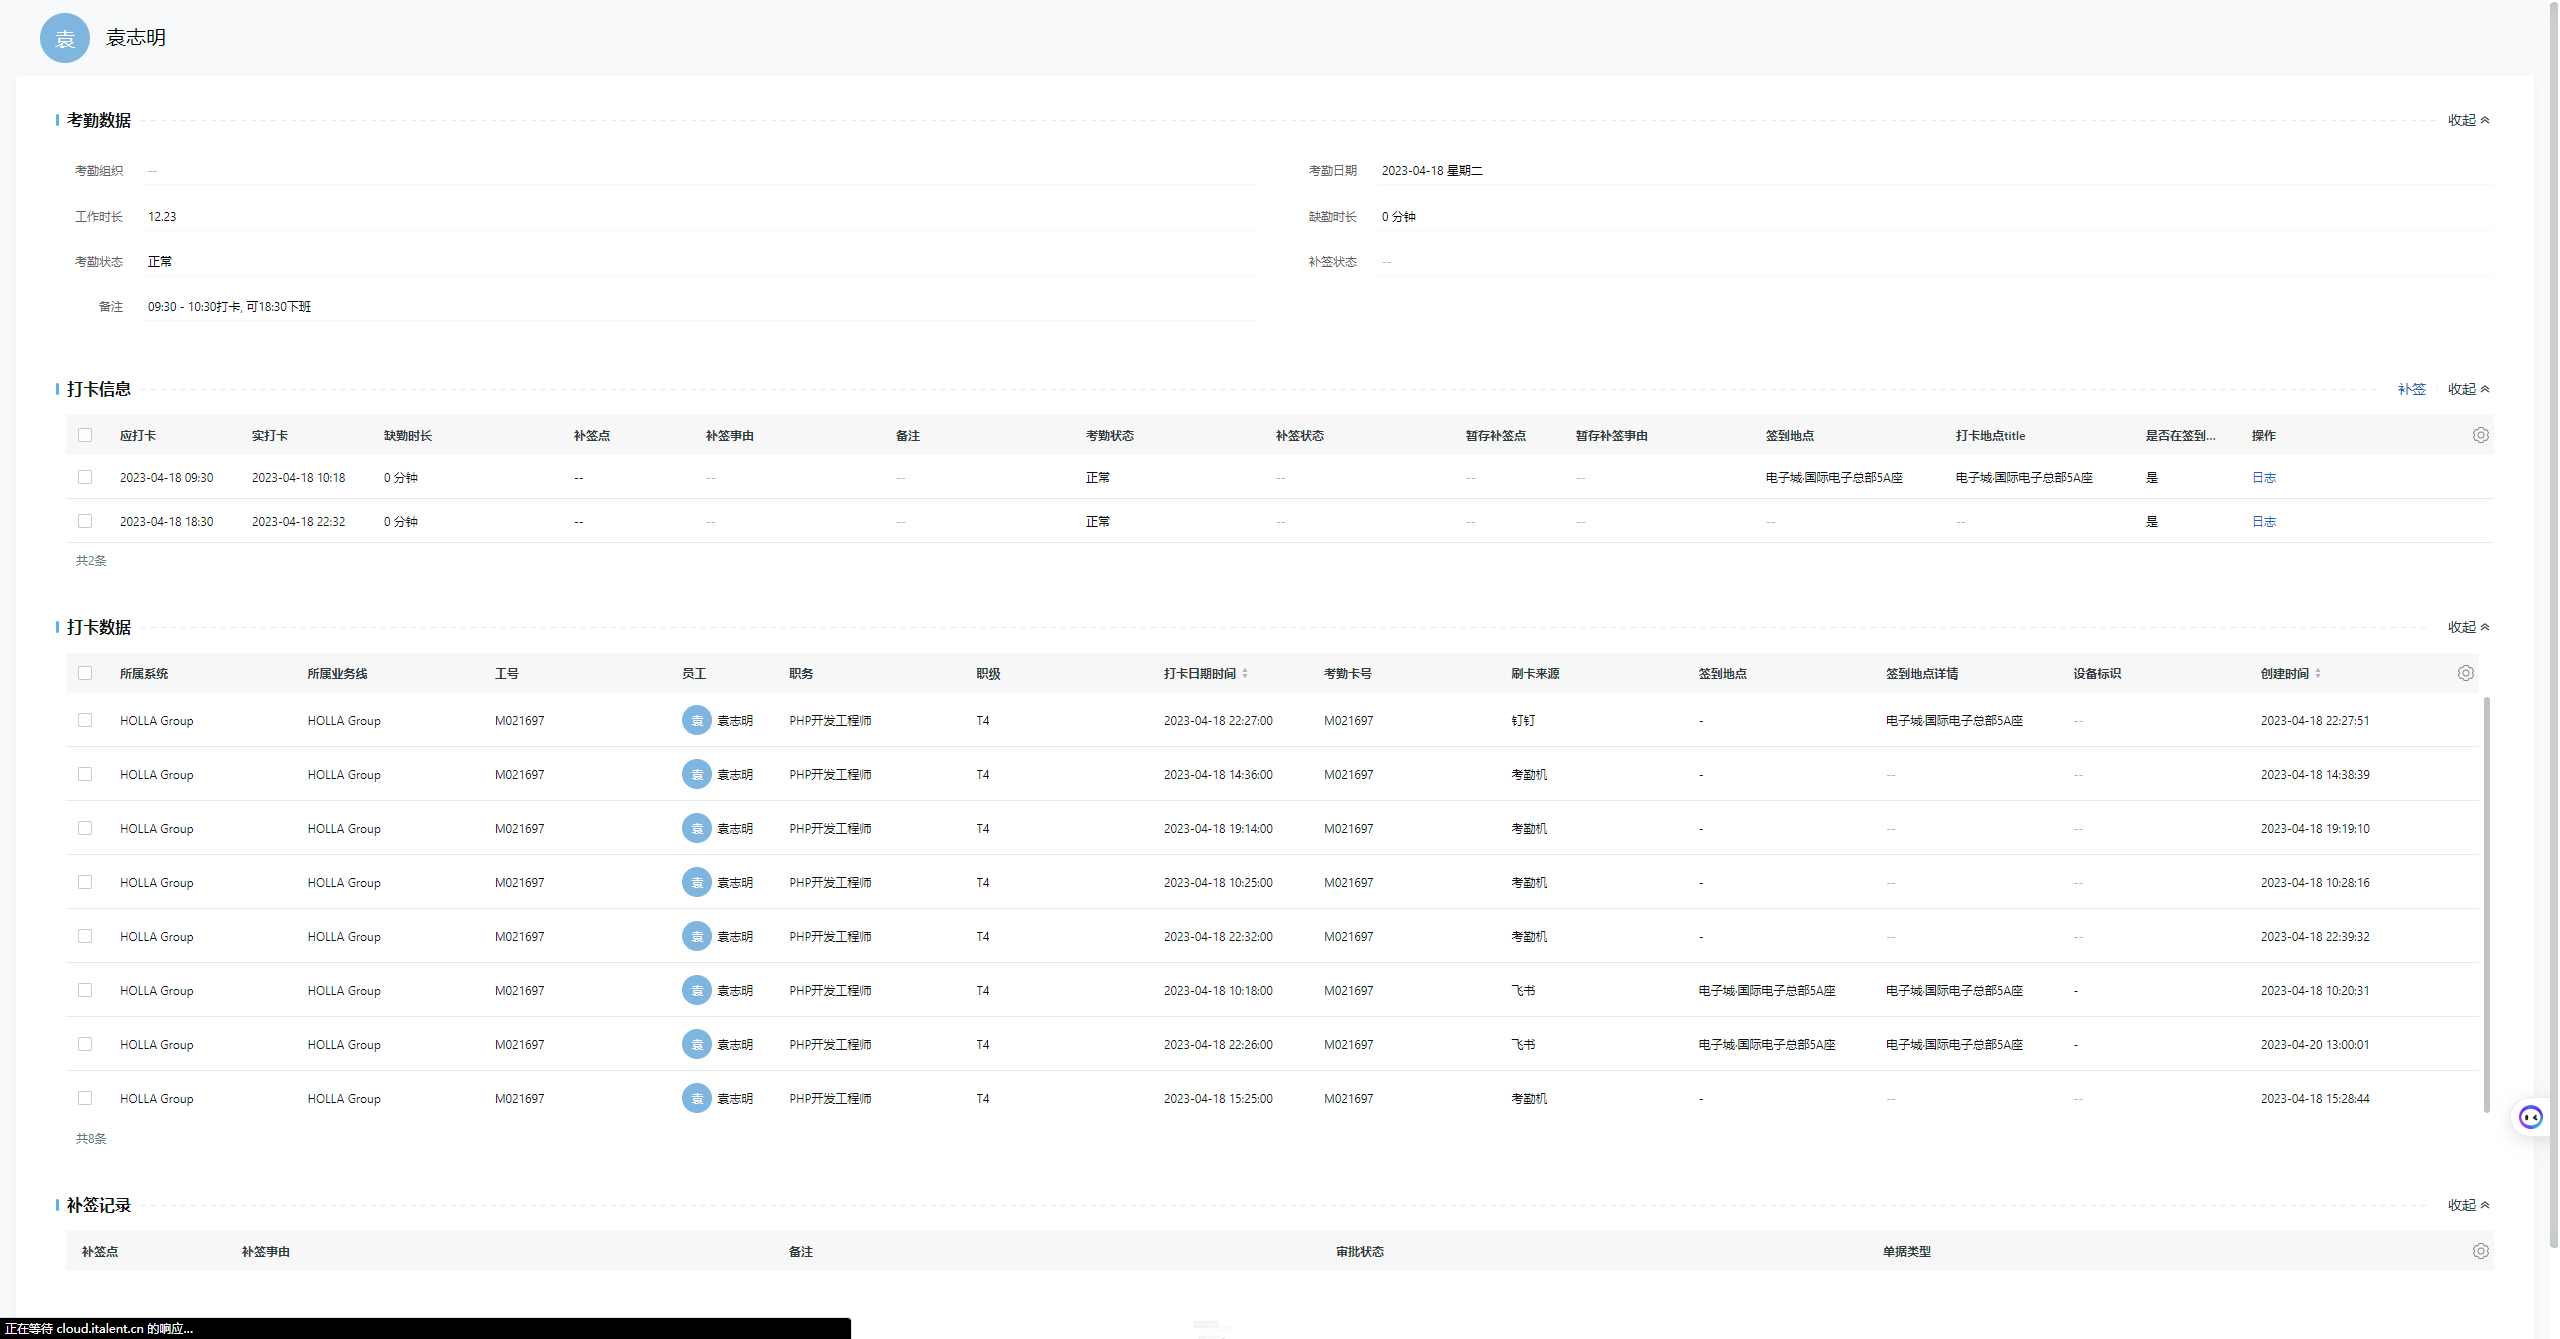 袁 袁志明
考勤数据 收起
考勤组织 -- 考勤日期 2023-04-18 星期二
工作时长 12.23 缺勤时长 0 分钟
考勤状态 正常 补签状态 --
备注 09:30 - 10:30打卡, 可18:30下班
打卡信息 补签 收起
应打卡 实打卡 缺勤时长 补签点 补签事由 备注 考勤状态 补签状态 暂存补签点 暂存补签事由 签到地点 打卡地点title 是否在签到... 操作
2023-04-18 09:30 2023-04-18 10:18 0 分钟 -- -- -- 正常 -- -- -- 电子城·国际电子总部5A座 电子城·国际电子总部5A座 是 日志
2023-04-18 18:30 2023-04-18 22:32 0 分钟 -- -- -- 正常 -- -- -- -- -- 是 日志
共2条
打卡数据 收起
所属系统 所属业务线 工号 员工 职务 职级 打卡日期时间 考勤卡号 刷卡来源 签到地点 签到地点详情 设备标识 创建时间
HOLLA Group HOLLA Group M021697 袁 袁志明 PHP开发工程师 T4 2023-04-18 22:27:00 M021697 钉钉 - 电子城·国际电子总部5A座 -- 2023-04-18 22:27:51
HOLLA Group HOLLA Group M021697 袁 袁志明 PHP开发工程师 T4 2023-04-18 14:36:00 M021697 考勤机 - -- -- 2023-04-18 14:38:39
HOLLA Group HOLLA Group M021697 袁 袁志明 PHP开发工程师 T4 2023-04-18 19:14:00 M021697 考勤机 - -- -- 2023-04-18 19:19:10
HOLLA Group HOLLA Group M021697 袁 袁志明 PHP开发工程师 T4 2023-04-18 10:25:00 M021697 考勤机 - -- -- 2023-04-18 10:28:16
HOLLA Group HOLLA Group M021697 袁 袁志明 PHP开发工程师 T4 2023-04-18 22:32:00 M021697 考勤机 - -- -- 2023-04-18 22:39:32
HOLLA Group HOLLA Group M021697 袁 袁志明 PHP开发工程师 T4 2023-04-18 10:18:00 M021697 飞书 电子城·国际电子总部5A座 电子城·国际电子总部5A座 - 2023-04-18 10:20:31
HOLLA Group HOLLA Group M021697 袁 袁志明 PHP开发工程师 T4 2023-04-18 22:26:00 M021697 飞书 电子城·国际电子总部5A座 电子城·国际电子总部5A座 - 2023-04-20 13:00:01
HOLLA Group HOLLA Group M021697 袁 袁志明 PHP开发工程师 T4 2023-04-18 15:25:00 M021697 考勤机 - -- -- 2023-04-18 15:28:44
共8条
补签记录 收起
补签点 补签事由 备注 审批状态 单据类型
正在等待 cloud.italent.cn 的响应...